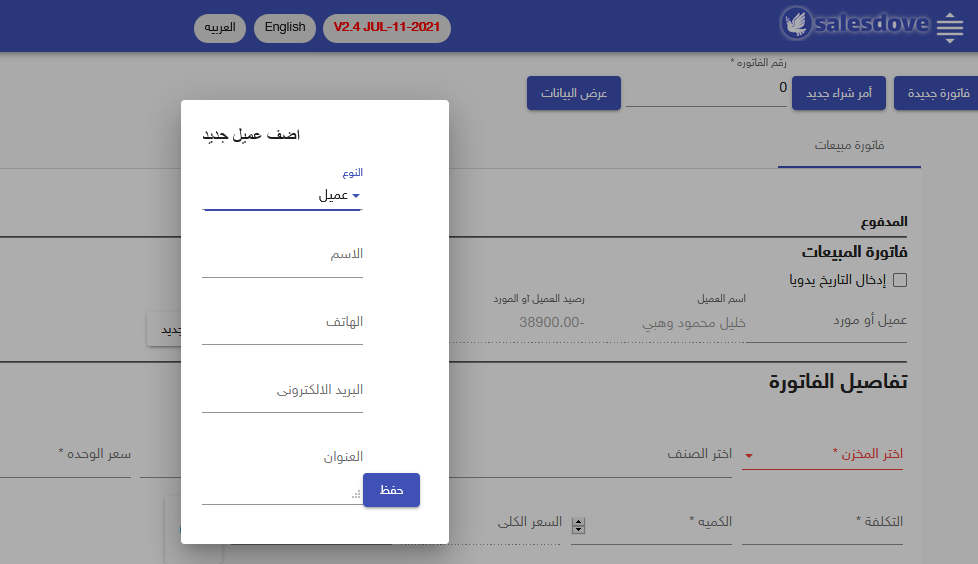 salesdove
V2.4 JUL-11-2021
English
العربيه
فاتورة جديدة
أمر شراء جديد
رقم الفاتوره *
0
عرض البيانات
فاتورة مبيعات
المدفوع
فاتورة المبيعات
إدخال التاريخ يدويا
عميل أو مورد
اسم العميل
خليل محمود وهبي
رصيد العميل او المورد
-38900.00
جديد
تفاصيل الفاتورة
اختر المخزن *
اختر الصنف
سعر الوحده *
التكلفة *
الكميه *
السعر الكلى
اضف عميل جديد
النوع
عميل
الاسم
الهاتف
البريد الالكترونى
العنوان
حفظ